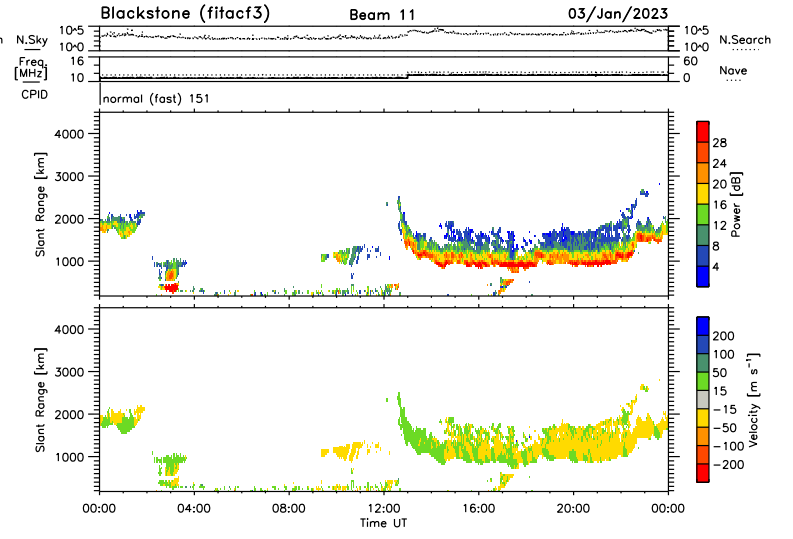 Blackstone (fitacf3) Beam 11 03/Jan/2023
N.Sky 10^5 10^0 10^5 10^0 N.Search
Freq. [MHz] 16 10 60 0 Nave
CPID normal (fast) 151
Slant Range [km]
4000
3000
2000
1000
28
24
20
16
12
8
4
Power [dB]
Slant Range [km]
4000
3000
2000
1000
200
100
50
15
-15
-50
-100
-200
Velocity [m s⁻¹]
00:00 04:00 08:00 12:00 16:00 20:00 00:00
Time UT